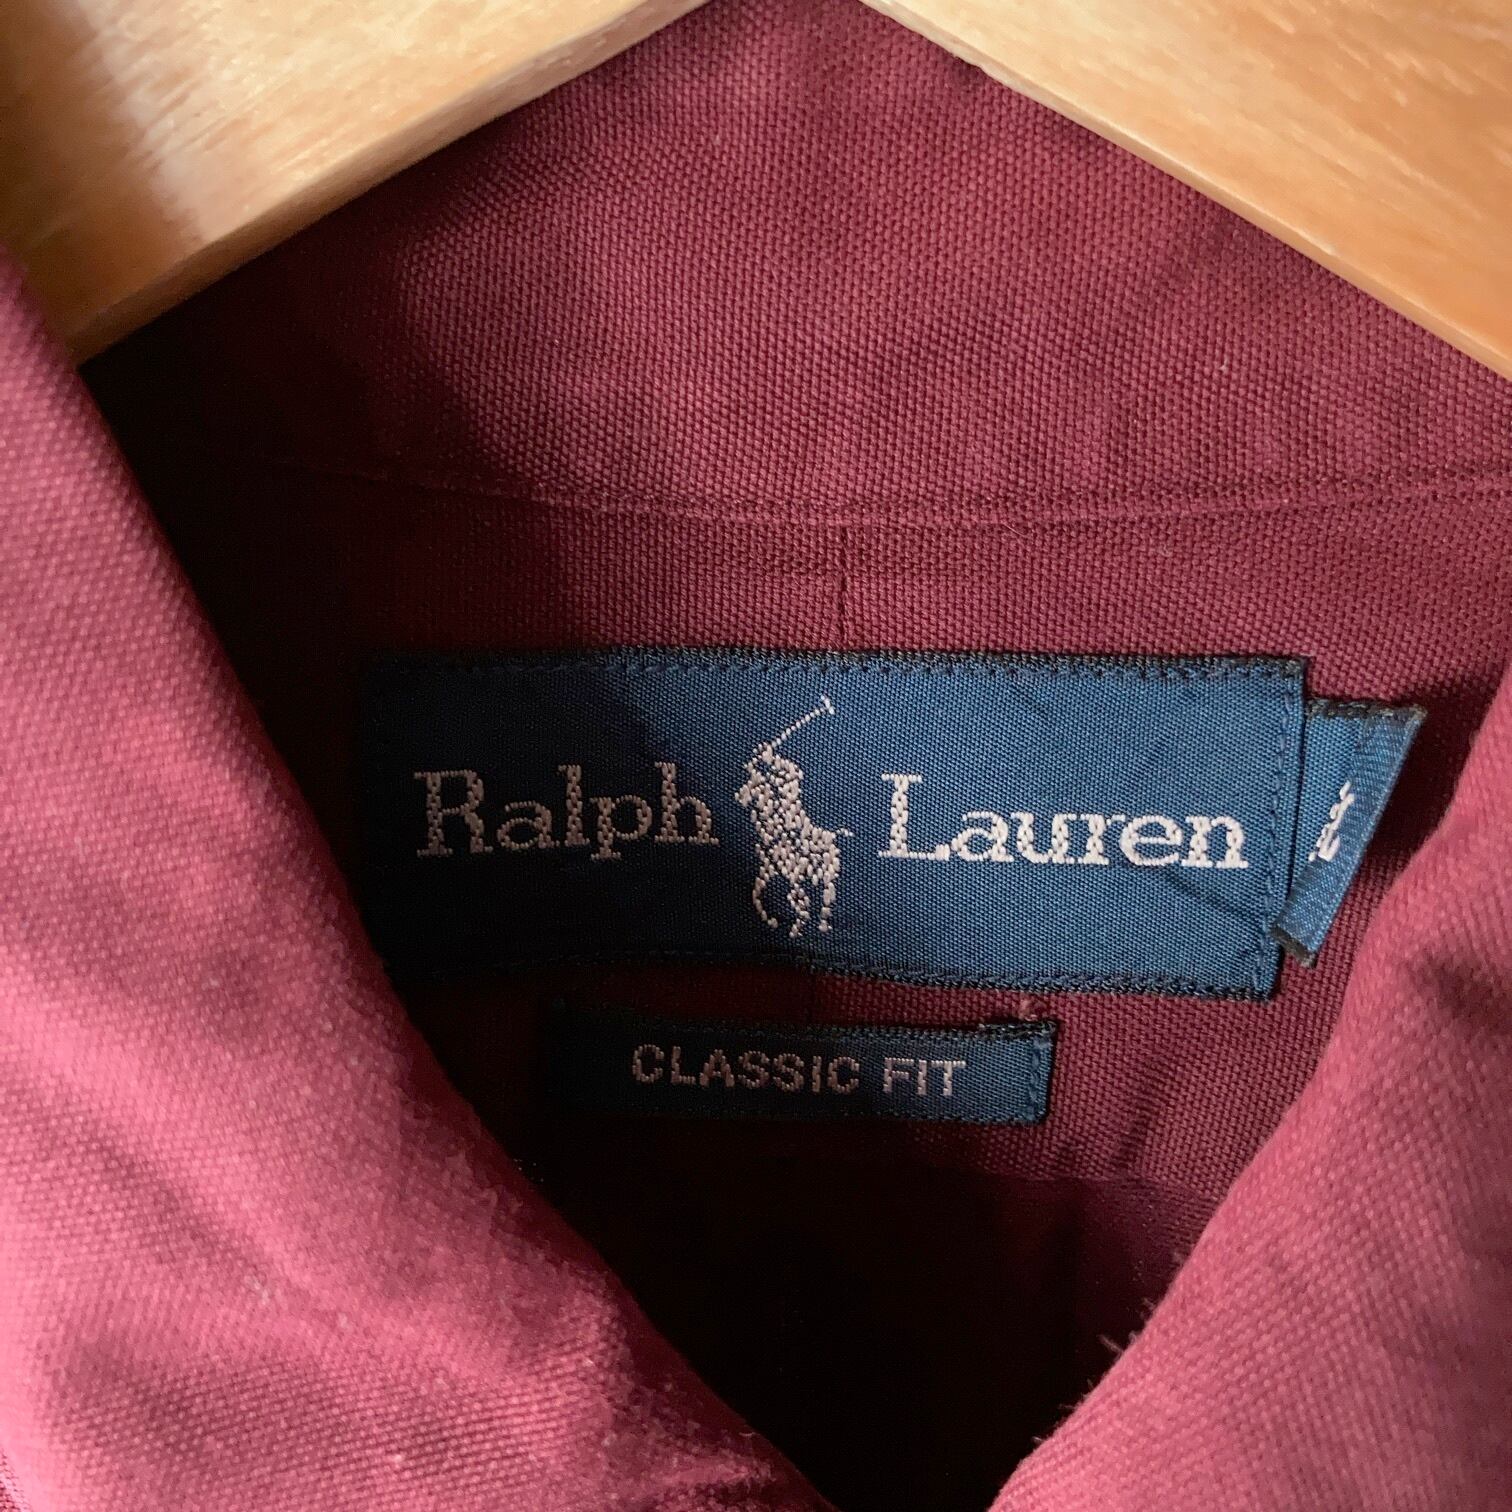 Ralph Lauren
CLASSIC FIT